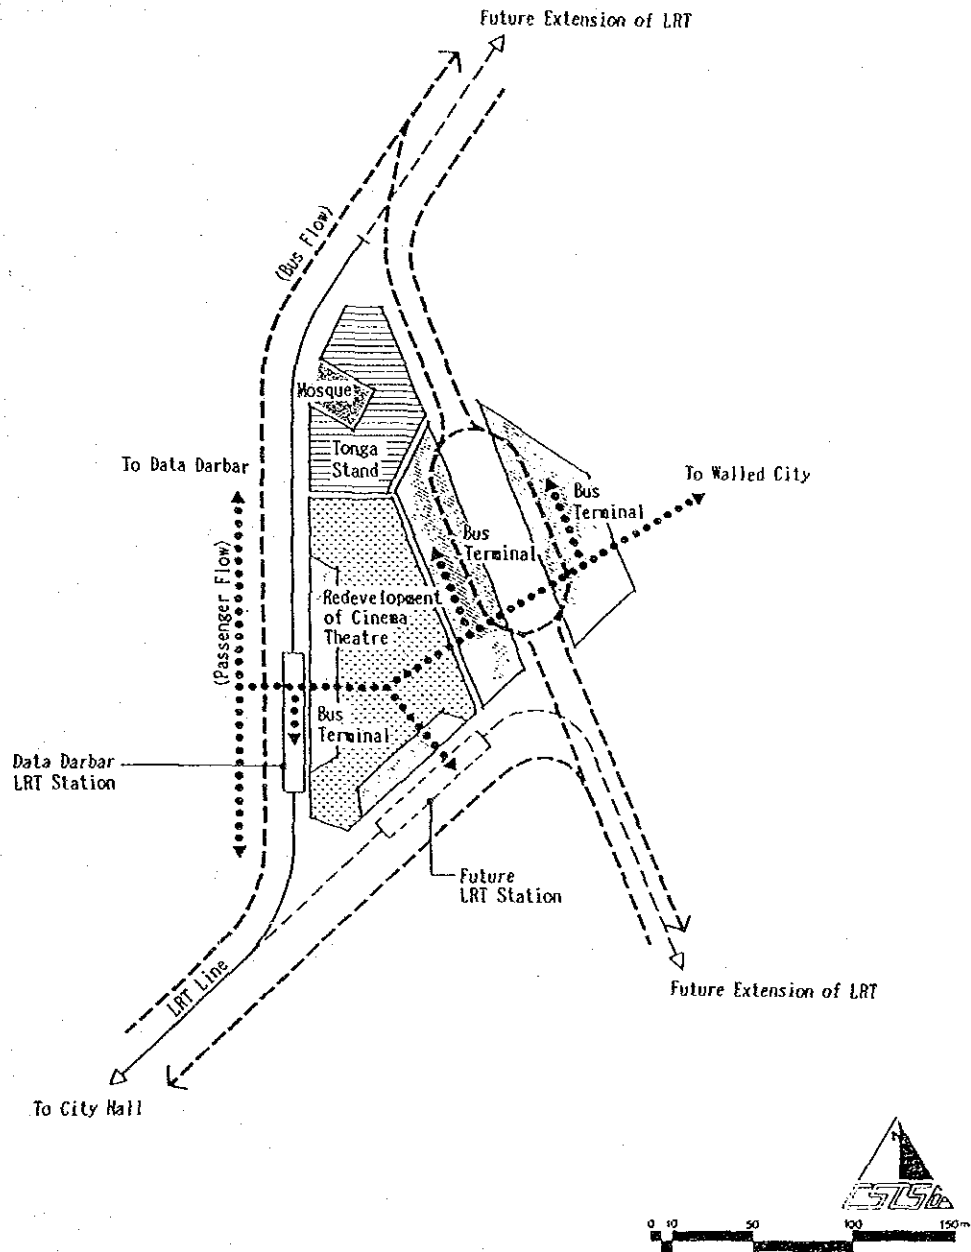 Future Extension of LRT
(Bus Flow)
Mosque
Tonga
Stand
To Data Darbar
To Walled City
Bus
Terminal
Bus
Terminal
(Passenger Flow)
Redevelopment
of Cinema
Theatre
Bus
Terminal
Data Darbar
LRT Station
Future
LRT Station
LRT Line
Future Extension of LRT
To City Hall
N
0 10 50 100 150m